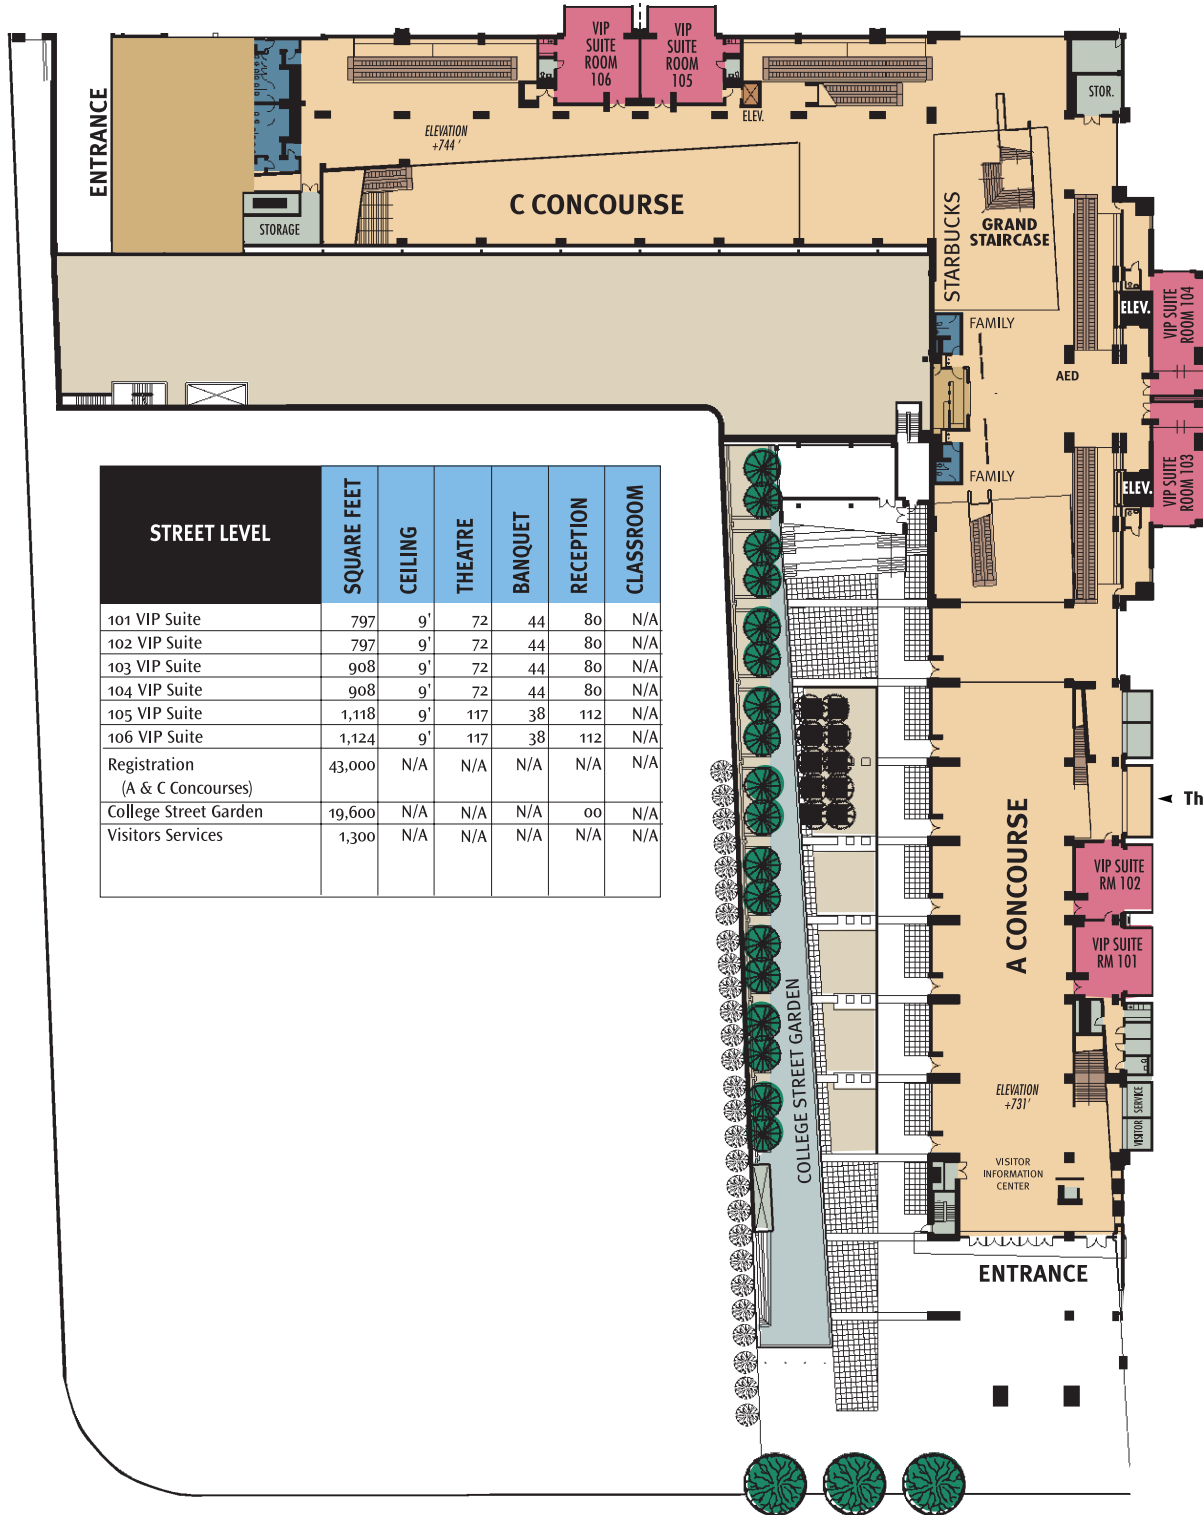 VIP
SUITE
ROOM
106
VIP
SUITE
ROOM
105
ELEV.
STOR.
ELEVATION
+744 '
ENTRANCE
C CONCOURSE
STORAGE
STARBUCKS
GRAND
STAIRCASE
ELEV.
VIP SUITE
ROOM 104
FAMILY
AED
FAMILY
VIP SUITE
ROOM 103
ELEV.
STREET LEVEL SQUARE FEET CEILING THEATRE BANQUET RECEPTION CLASSROOM
101 VIP Suite 797 9' 72 44 80 N/A
102 VIP Suite 797 9' 72 44 80 N/A
103 VIP Suite 908 9' 72 44 80 N/A
104 VIP Suite 908 9' 72 44 80 N/A
105 VIP Suite 1,118 9' 117 38 112 N/A
106 VIP Suite 1,124 9' 117 38 112 N/A
Registration 43,000 N/A N/A N/A N/A N/A
(A & C Concourses)
College Street Garden 19,600 N/A N/A N/A 00 N/A
Visitors Services 1,300 N/A N/A N/A N/A N/A
Th
A CONCOURSE
VIP SUITE
RM 102
VIP SUITE
RM 101
COLLEGE STREET GARDEN
ELEVATION
+731'
VISITOR SERVICE
VISITOR
INFORMATION
CENTER
ENTRANCE